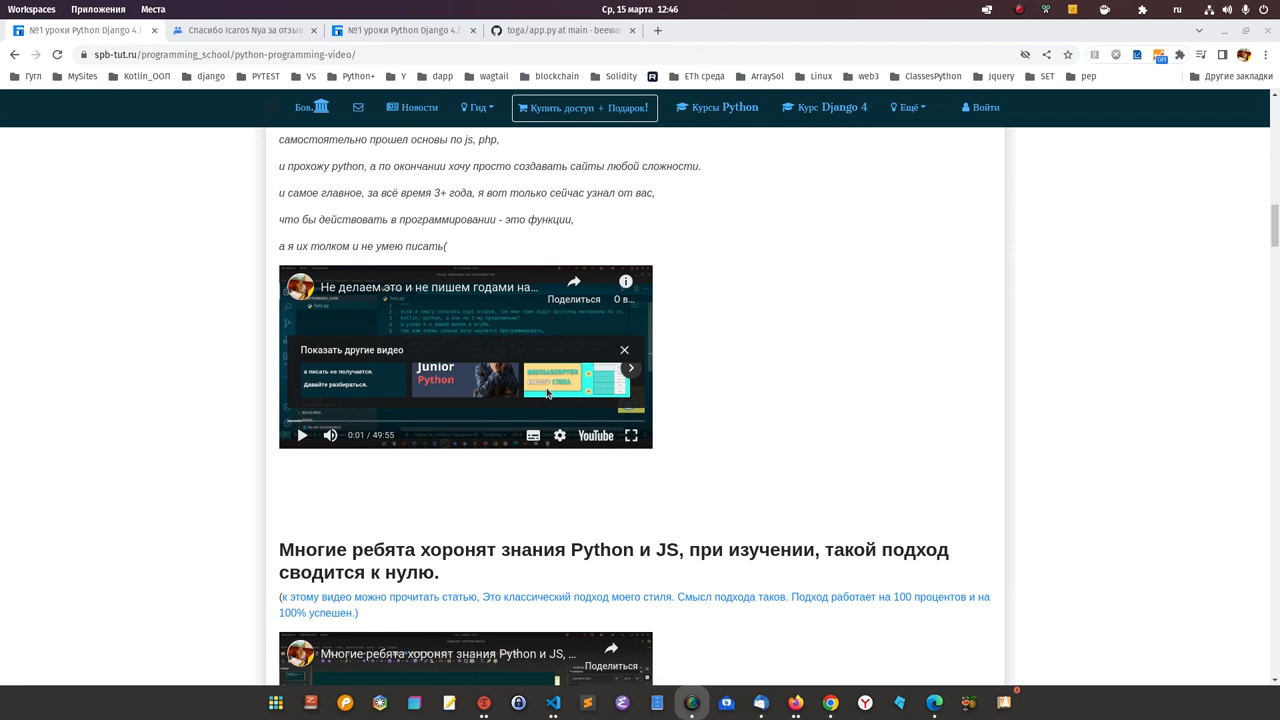 Workspaces Приложения Места Ср, 15 марта 12:46 ru
№1 уроки Python Django 4.
Спасибо Icaros Nya за отзыв,
№1 уроки Python Django 4.
toga/app.py at main · beewar
spb-tut.ru/programming_school/python-programming-video/
Гугл MySites Kotlin_ООП django PYTEST VS Python+ Y dapp wagtail blockchain Solidity R ETh среда ArraySol Linux web3 ClassesPython Jquery SET pep Другие закладки
OFF
Бов. Новости Гид Купить доступ + Подарок! Курсы Python Курс Django 4 Ещё Войти
самостоятельно прошел основы по js, php,
и прохожу python, а по окончании хочу просто создавать сайты любой сложности.
и самое главное, за всё время 3+ года, я вот только сейчас узнал от вас,
что бы действовать в программировании - это функции,
а я их толком и не умею писать(
Не делаем это и не пишем годами на...
Поделиться
О в...
func.py
Показать другие видео
а писать не получается.
Давайте разбираться.
Junior
Python
0:01 / 49:55
YouTube
Многие ребята хоронят знания Python и JS, при изучении, такой подход
сводится к нулю.
(к этому видео можно прочитать статью, Это классический подход моего стиля. Смысл подхода таков. Подход работает на 100 процентов и на
100% успешен.)
Многие ребята хоронят знания Python и JS, ...
Поделиться